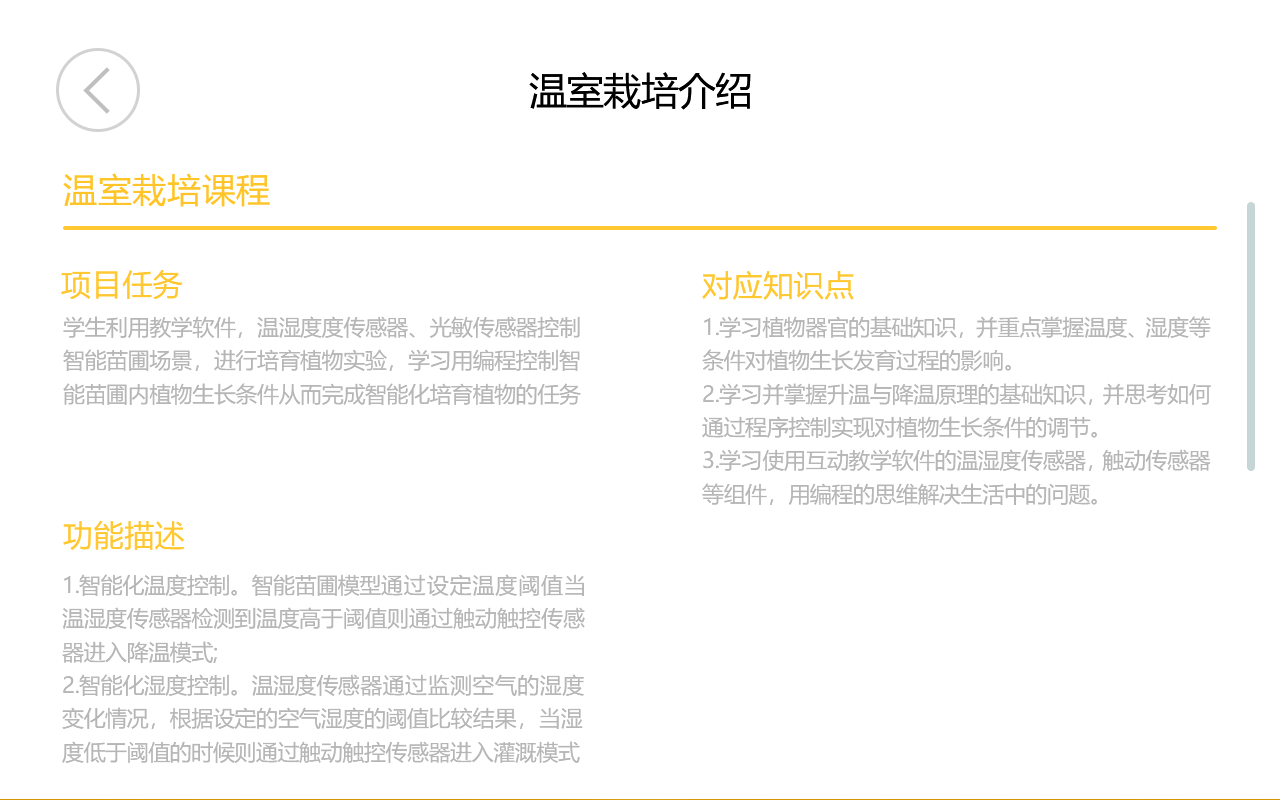 温室栽培介绍
温室栽培课程
项目任务
学生利用教学软件，温湿度度传感器、光敏传感器控制
智能苗圃场景，进行培育植物实验，学习用编程控制智
能苗圃内植物生长条件从而完成智能化培育植物的任务
功能描述
1.智能化温度控制。智能苗圃模型通过设定温度阈值当
温湿度传感器检测到温度高于阈值则通过触动触控传感
器进入降温模式;
2.智能化湿度控制。温湿度传感器通过监测空气的湿度
变化情况，根据设定的空气湿度的阈值比较结果，当湿
度低于阈值的时候则通过触动触控传感器进入灌溉模式
对应知识点
1.学习植物器官的基础知识，并重点掌握温度、湿度等
条件对植物生长发育过程的影响。
2.学习并掌握升温与降温原理的基础知识，并思考如何
通过程序控制实现对植物生长条件的调节。
3.学习使用互动教学软件的温湿度传感器，触动传感器
等组件，用编程的思维解决生活中的问题。